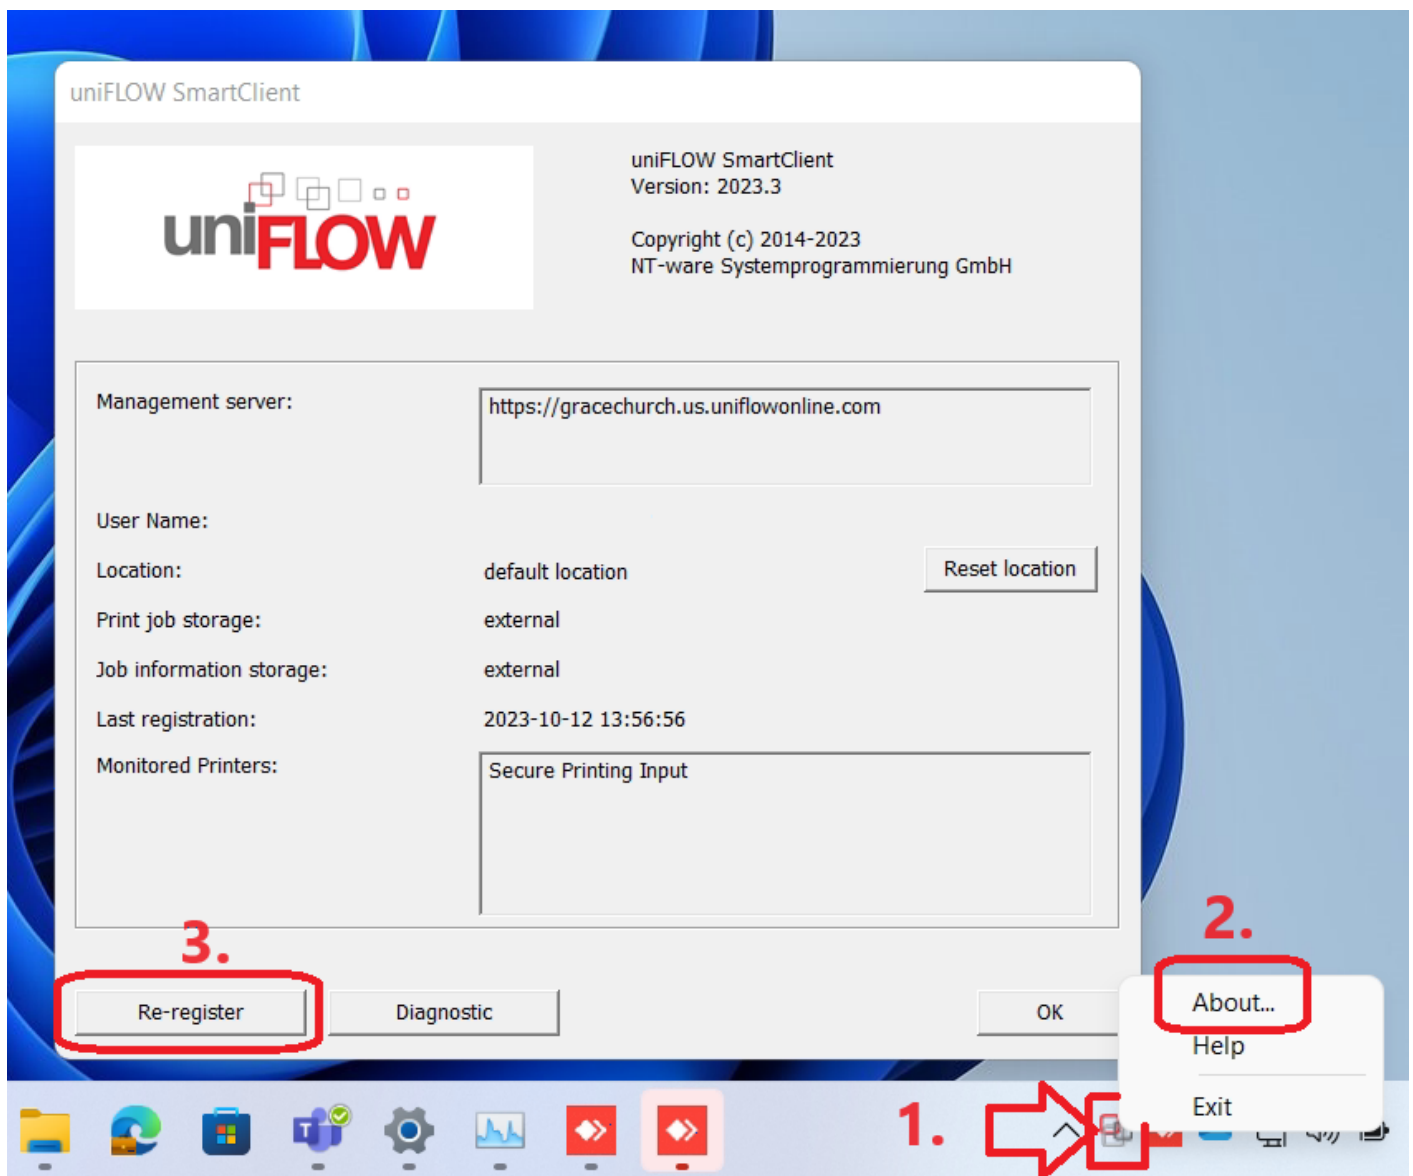 uniFLOW SmartClient
uniFLOW
uniFLOW SmartClient
Version: 2023.3
Copyright (c) 2014-2023
NT-ware Systemprogrammierung GmbH
Management server:
https://gracechurch.us.uniflowonline.com
User Name:
Location:
default location
Reset location
Print job storage:
external
Job information storage:
external
Last registration:
2023-10-12 13:56:56
Monitored Printers:
Secure Printing Input
3.
2.
Re-register
Diagnostic
OK
About...
Help
Exit
1.
T